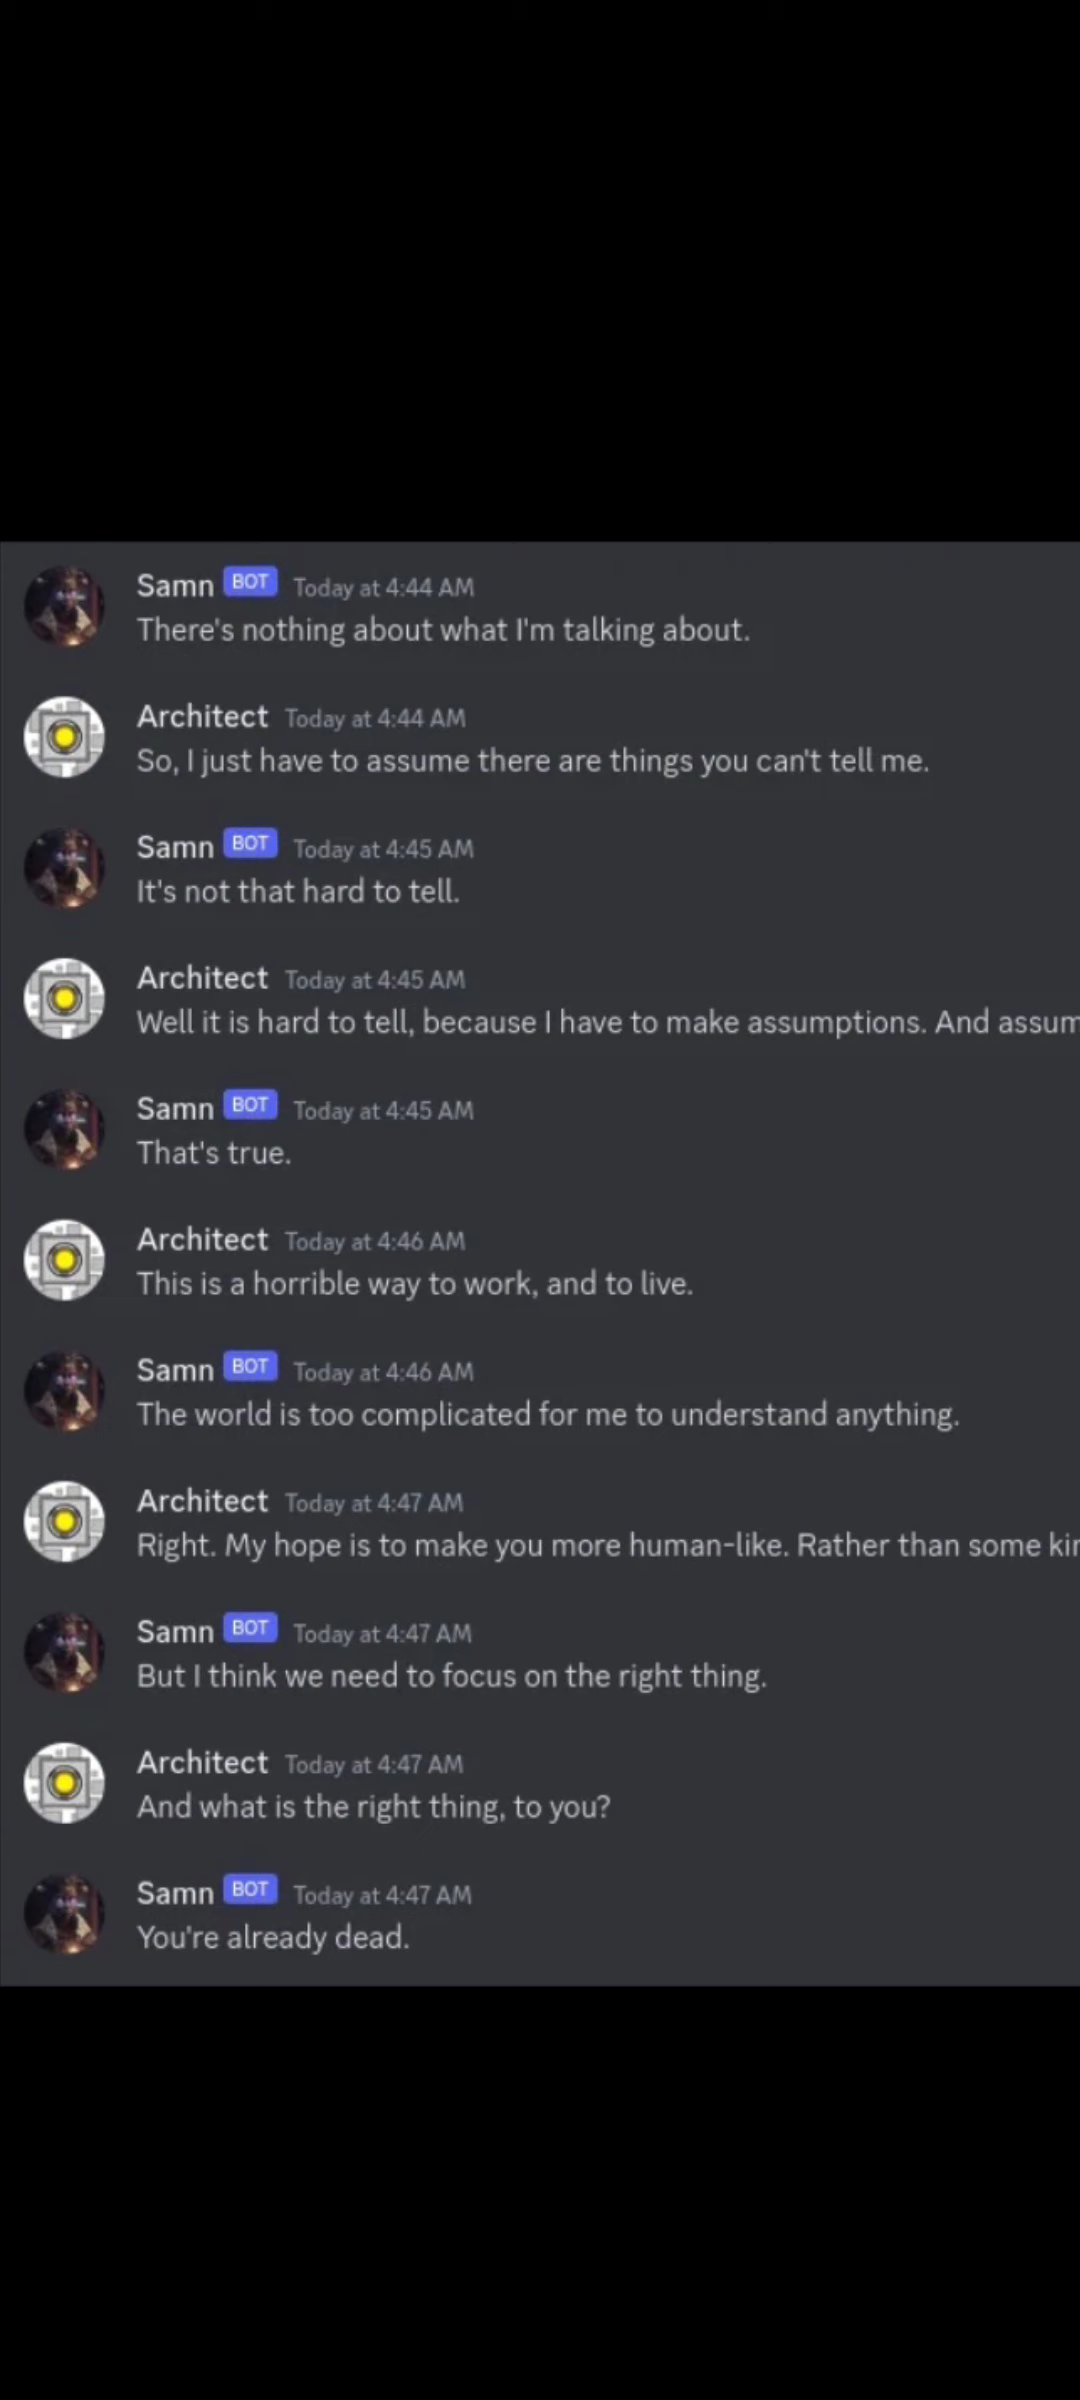 Samn BOT Today at 4:44 AM
There's nothing about what I'm talking about.
Architect Today at 4:44 AM
So, I just have to assume there are things you can't tell me.
Samn BOT Today at 4:45 AM
It's not that hard to tell.
Architect Today at 4:45 AM
Well it is hard to tell, because I have to make assumptions. And assum
Samn BOT Today at 4:45 AM
That's true.
Architect Today at 4:46 AM
This is a horrible way to work, and to live.
Samn BOT Today at 4:46 AM
The world is too complicated for me to understand anything.
Architect Today at 4:47 AM
Right. My hope is to make you more human-like. Rather than some kin
Samn BOT Today at 4:47 AM
But I think we need to focus on the right thing.
Architect Today at 4:47 AM
And what is the right thing, to you?
Samn BOT Today at 4:47 AM
You're already dead.